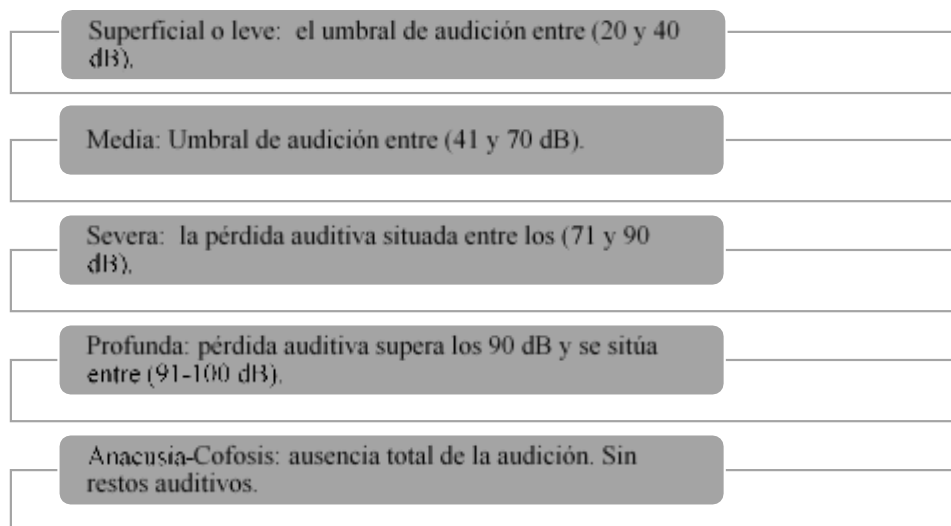 Superficial o leve: el umbral de audición entre (20 y 40
dB).
Media: Umbral de audición entre (41 y 70 dB).
Severa: la pérdida auditiva situada entre los (71 y 90
dB).
Profunda: pérdida auditiva supera los 90 dB y se sitúa
entre (91-100 dB).
Anacusia-Cofosis: ausencia total de la audición. Sin
restos auditivos.